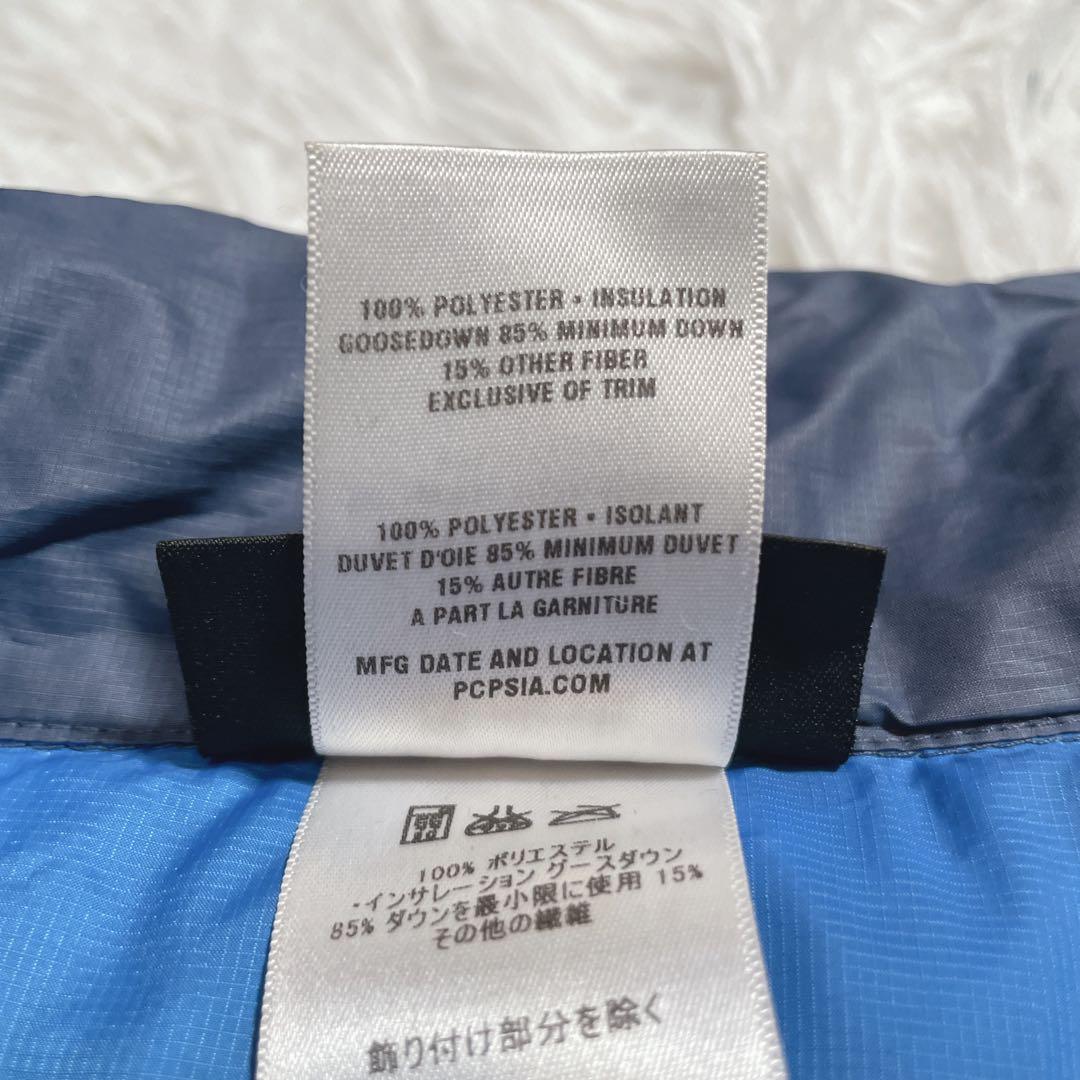 100% POLYESTER • INSULATION
GOOSEDOWN 85% MINIMUM DOWN
15% OTHER FIBER
EXCLUSIVE OF TRIM
100% POLYESTER • ISOLANT
DUVET D'OIE 85% MINIMUM DUVET
15% AUTRE FIBRE
A PART LA GARNITURE
MFG DATE AND LOCATION AT
PCPSIA.COM
100% ポリエステル
・インサレーション グースダウン
85% ダウンを最小限に使用 15%
その他の繊維
飾り付け部分を除く